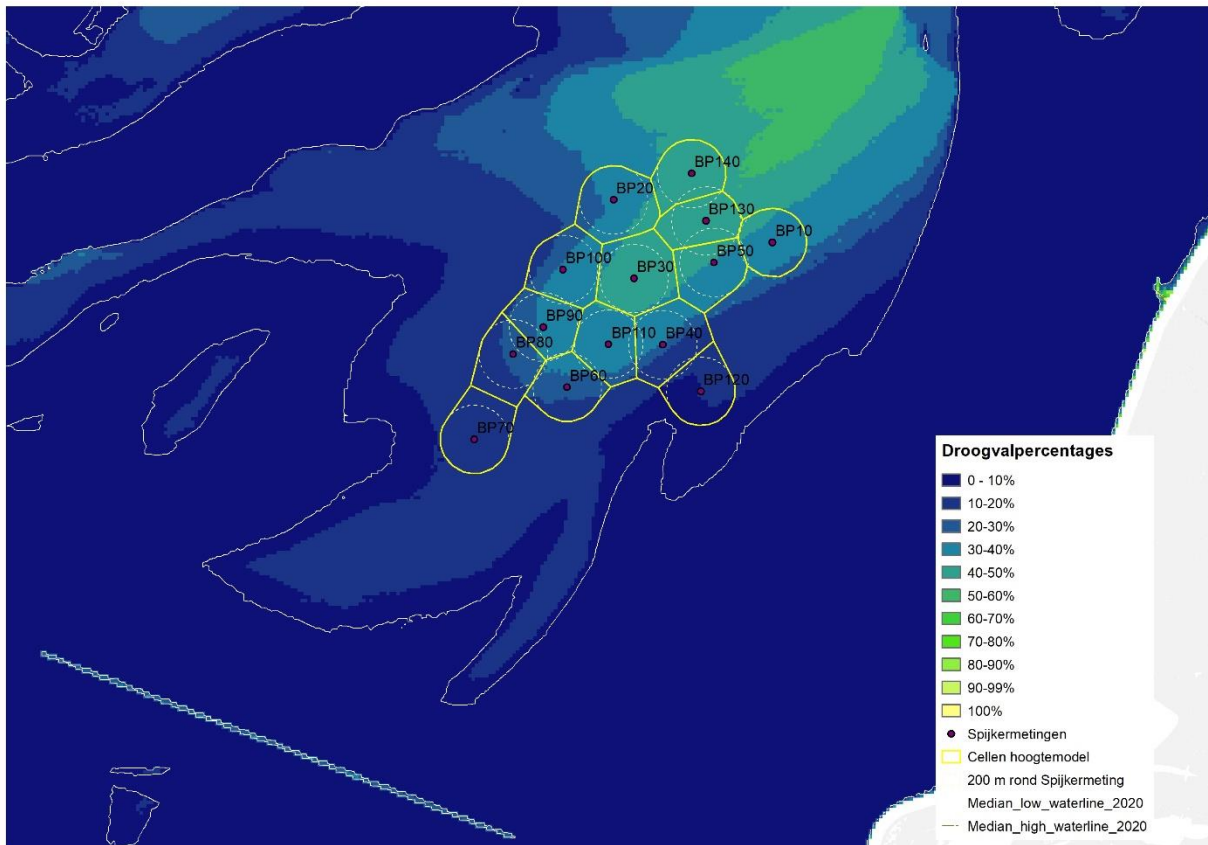 BP140
BP20
BP130
BP10
BP50
BP100
BP30
BP90
BP110
BP40
BP80
BP60
BP120
BP70
Droogvalpercentages
0 - 10%
10-20%
20-30%
30-40%
40-50%
50-60%
60-70%
70-80%
80-90%
90-99%
100%
Spijkermetingen
Cellen hoogtemodel
200 m rond Spijkermeting
Median_low_waterline_2020
Median_high_waterline_2020